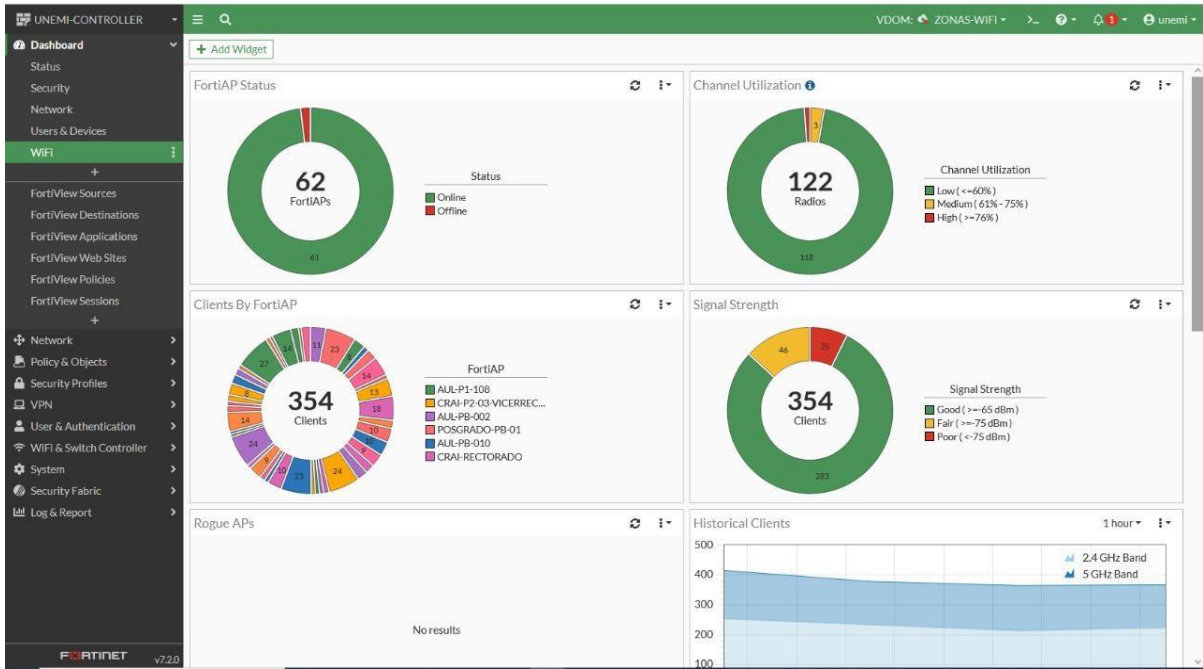 UNEMI-CONTROLLER
VDOM: ZONAS-WIFI
>_
1
unemi
Dashboard
Status
Security
Network
Users & Devices
WiFi
+
FortiView Sources
FortiView Destinations
FortiView Applications
FortiView Web Sites
FortiView Policies
FortiView Sessions
+
Network
Policy & Objects
Security Profiles
VPN
User & Authentication
WiFi & Switch Controller
System
Security Fabric
Log & Report
FORTINET v7.2.0
+ Add Widget
FortiAP Status
62
FortiAPs
61
Status
Online
Offline
Channel Utilization
3
122
Radios
118
Channel Utilization
Low ( <=60% )
Medium ( 61% - 75% )
High ( >=76% )
Clients By FortiAP
14
11
23
27
14
8
13
354
18
Clients
14
10
10
24
9
9
10
23
24
FortiAP
AUL-P1-108
CRAI-P2-03-VICERREC...
AUL-PB-002
POSGRADO-PB-01
AUL-PB-010
CRAI-RECTORADO
Signal Strength
46
25
354
Clients
283
Signal Strength
Good ( >=-65 dBm )
Fair ( >=-75 dBm )
Poor ( <-75 dBm )
Rogue APs
No results
Historical Clients
1 hour
500
400
300
200
100
2.4 GHz Band
5 GHz Band